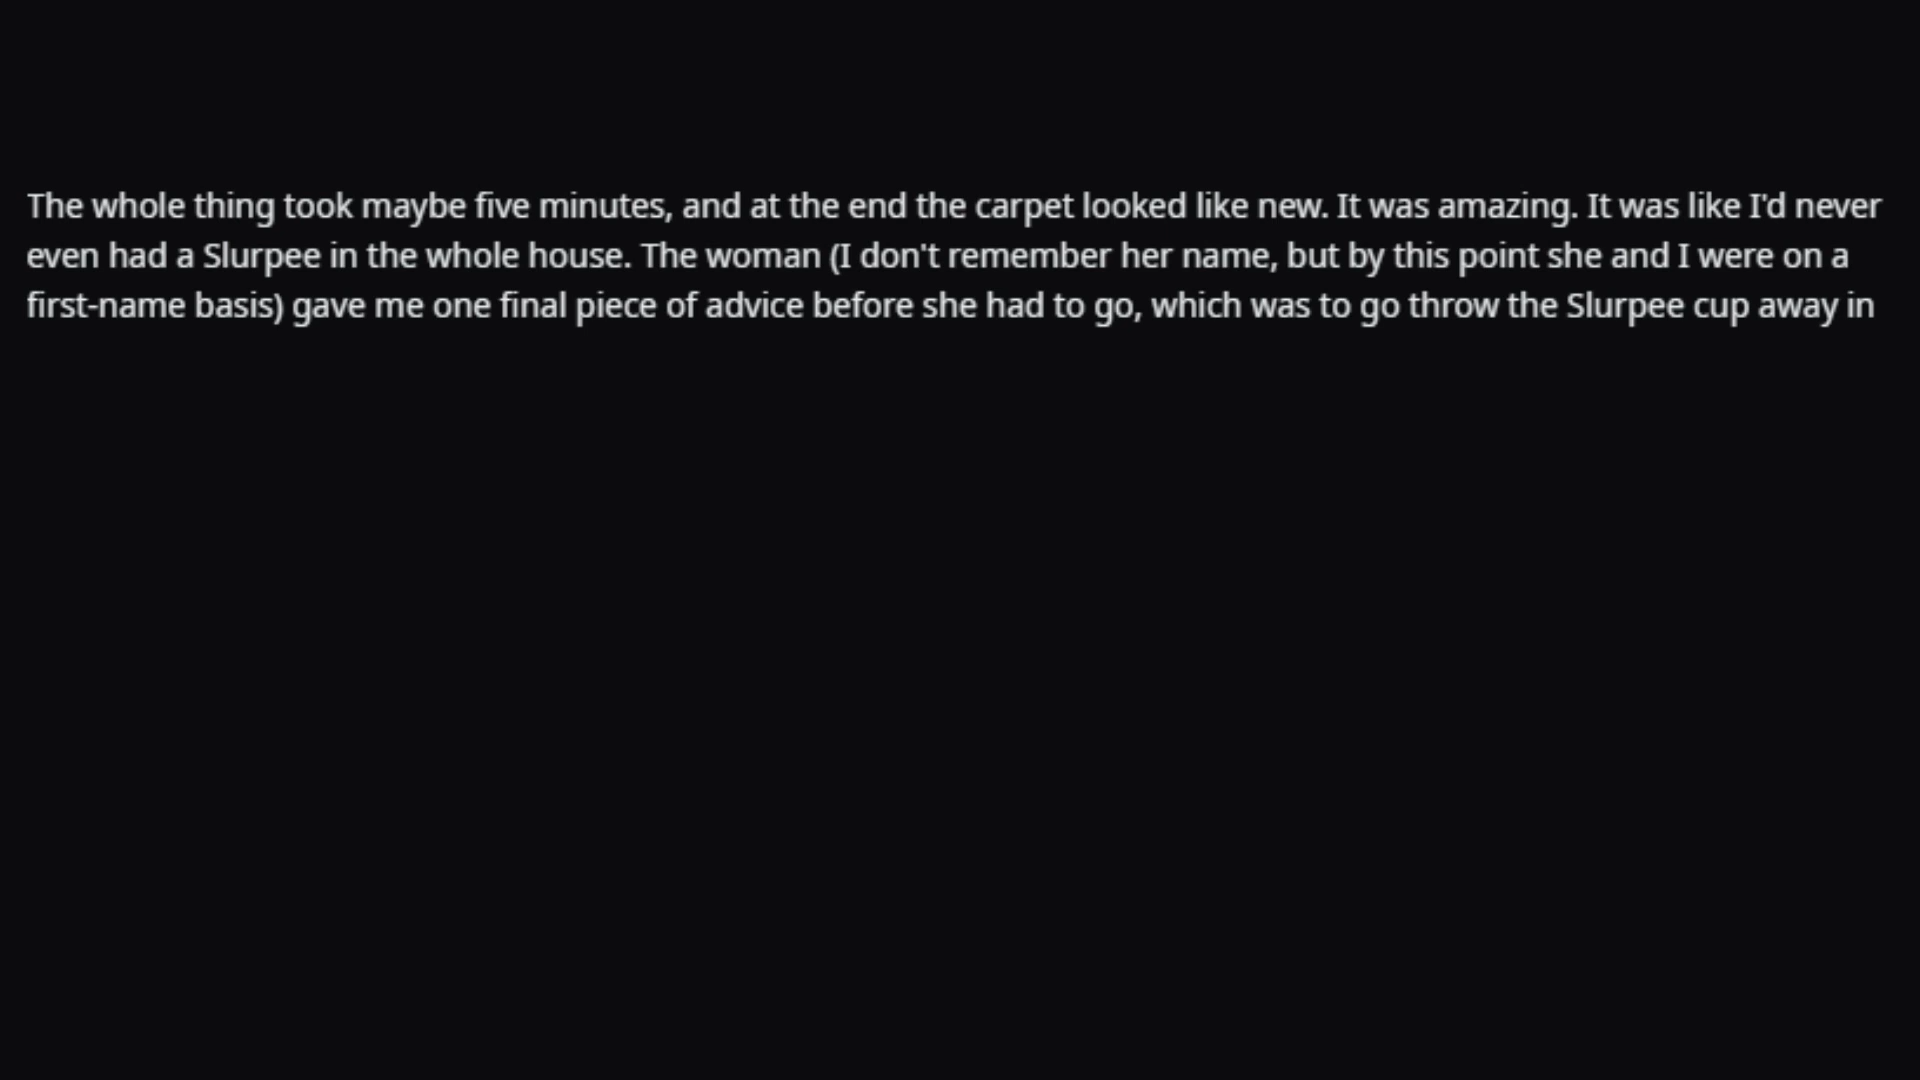 The whole thing took maybe five minutes, and at the end the carpet looked like new. It was amazing. It was like I'd never
even had a Slurpee in the whole house. The woman (I don't remember her name, but by this point she and I were on a
first-name basis) gave me one final piece of advice before she had to go, which was to go throw the Slurpee cup away in